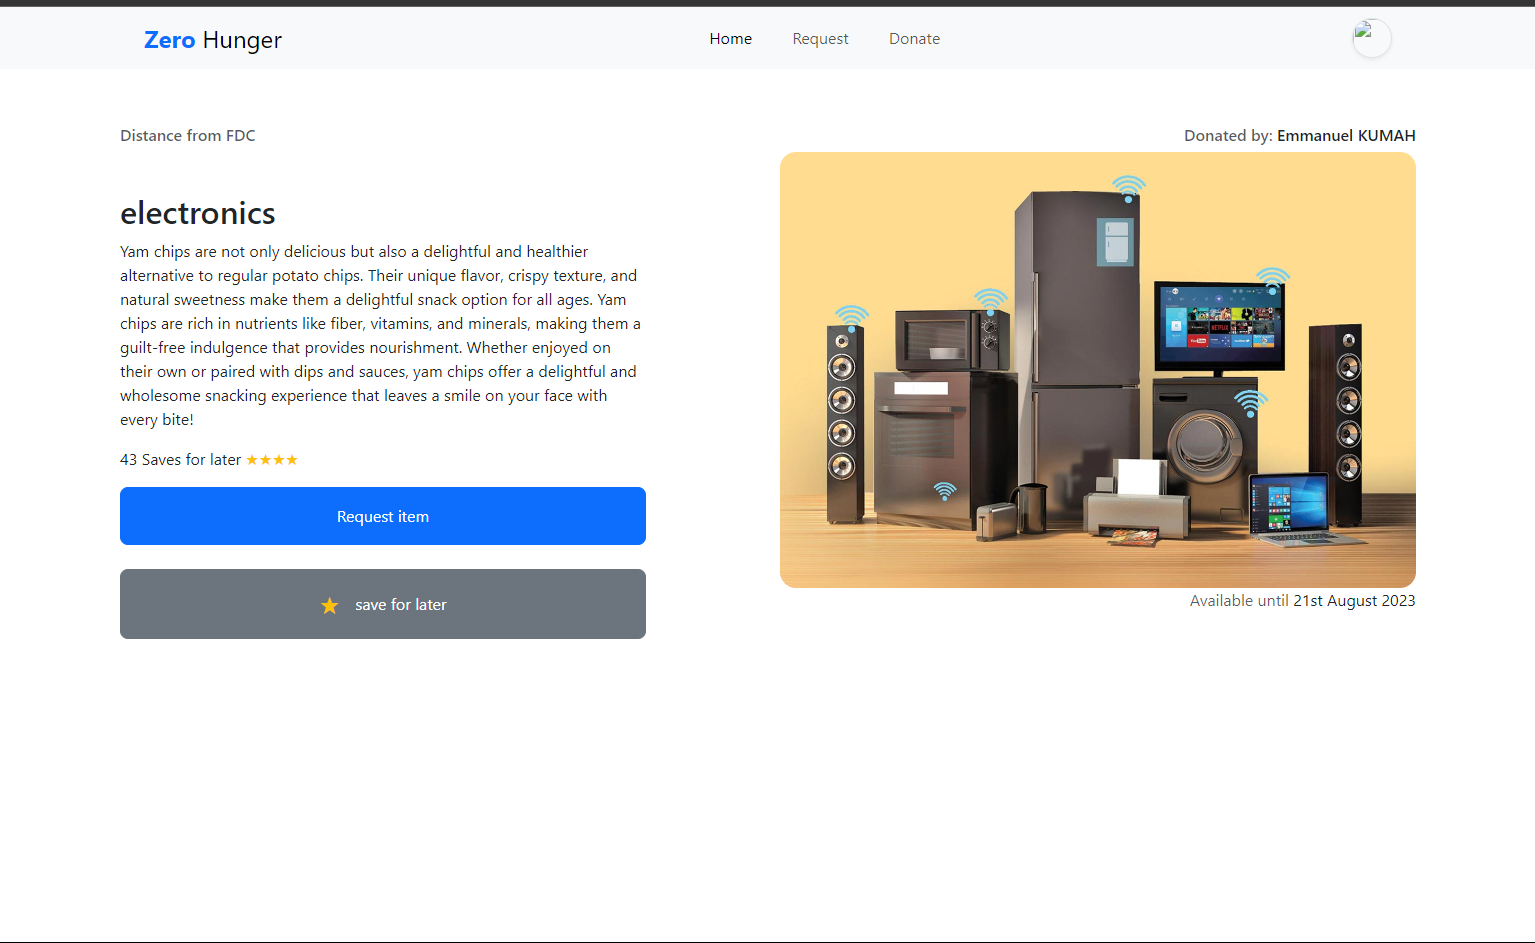 Zero Hunger
Home Request Donate
Distance from FDC
Donated by: Emmanuel KUMAH
electronics
Yam chips are not only delicious but also a delightful and healthier
alternative to regular potato chips. Their unique flavor, crispy texture, and
natural sweetness make them a delightful snack option for all ages. Yam
chips are rich in nutrients like fiber, vitamins, and minerals, making them a
guilt-free indulgence that provides nourishment. Whether enjoyed on
their own or paired with dips and sauces, yam chips offer a delightful and
wholesome snacking experience that leaves a smile on your face with
every bite!
43 Saves for later
Request item
save for later
NETFLIX
YouTube
Available until 21st August 2023